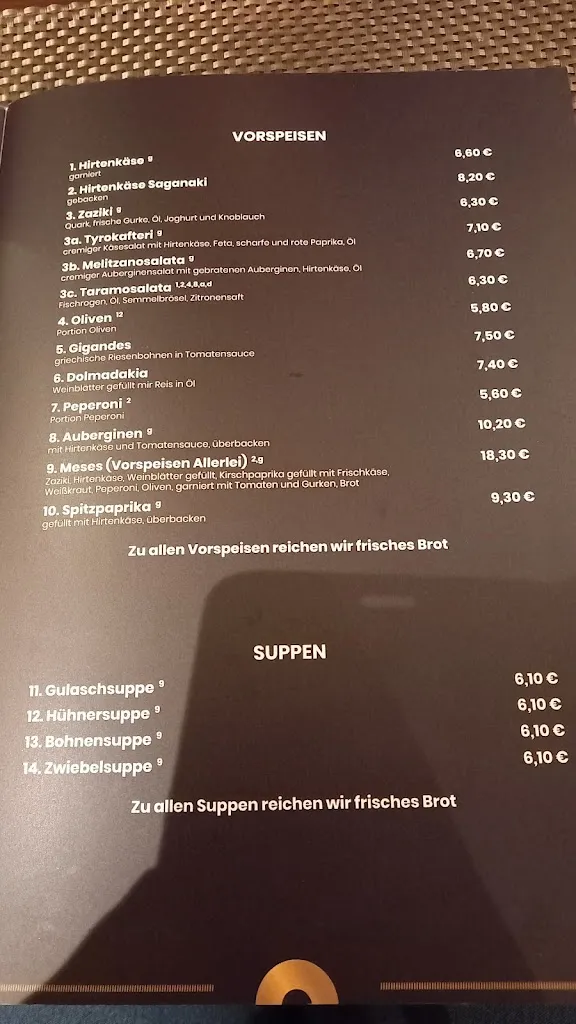 VORSPEISEN
1. Hirtenkäse g 6,60 €
garniert
2. Hirtenkäse Saganaki 8,20 €
gebacken
3. Zaziki g 6,30 €
Quark, frische Gurke, Öl, Joghurt und Knoblauch
3a. Tyrokafteri g 7,10 €
cremiger Käsesalat mit Hirtenkäse, Feta, scharfe und rote Paprika, Öl
3b. Melitzanosalata g 6,70 €
cremiger Auberginensalat mit gebratenen Auberginen, Hirtenkäse, Öl
3c. Taramosalata 1,2,4,8,a,d 6,30 €
Fischrogen, Öl, Semmelbrösel, Zitronensaft
4. Oliven 12 5,80 €
Portion Oliven
5. Gigandes 7,50 €
griechische Riesenbohnen in Tomatensauce
6. Dolmadakia 7,40 €
Weinblätter gefüllt mir Reis in Öl
7. Peperoni 2 5,60 €
Portion Peperoni
8. Auberginen g 10,20 €
mit Hirtenkäse und Tomatensauce, überbacken
9. Meses (Vorspeisen Allerlei) 2,g 18,30 €
Zaziki, Hirtenkäse, Weinblätter gefüllt, Kirschpaprika gefüllt mit Frischkäse,
Weißkraut, Peperoni, Oliven, garniert mit Tomaten und Gurken, Brot
10. Spitzpaprika g 9,30 €
gefüllt mit Hirtenkäse, überbacken
Zu allen Vorspeisen reichen wir frisches Brot
SUPPEN
11. Gulaschsuppe 9 6,10 €
12. Hühnersuppe 9 6,10 €
13. Bohnensuppe 9 6,10 €
14. Zwiebelsuppe 9 6,10 €
Zu allen Suppen reichen wir frisches Brot